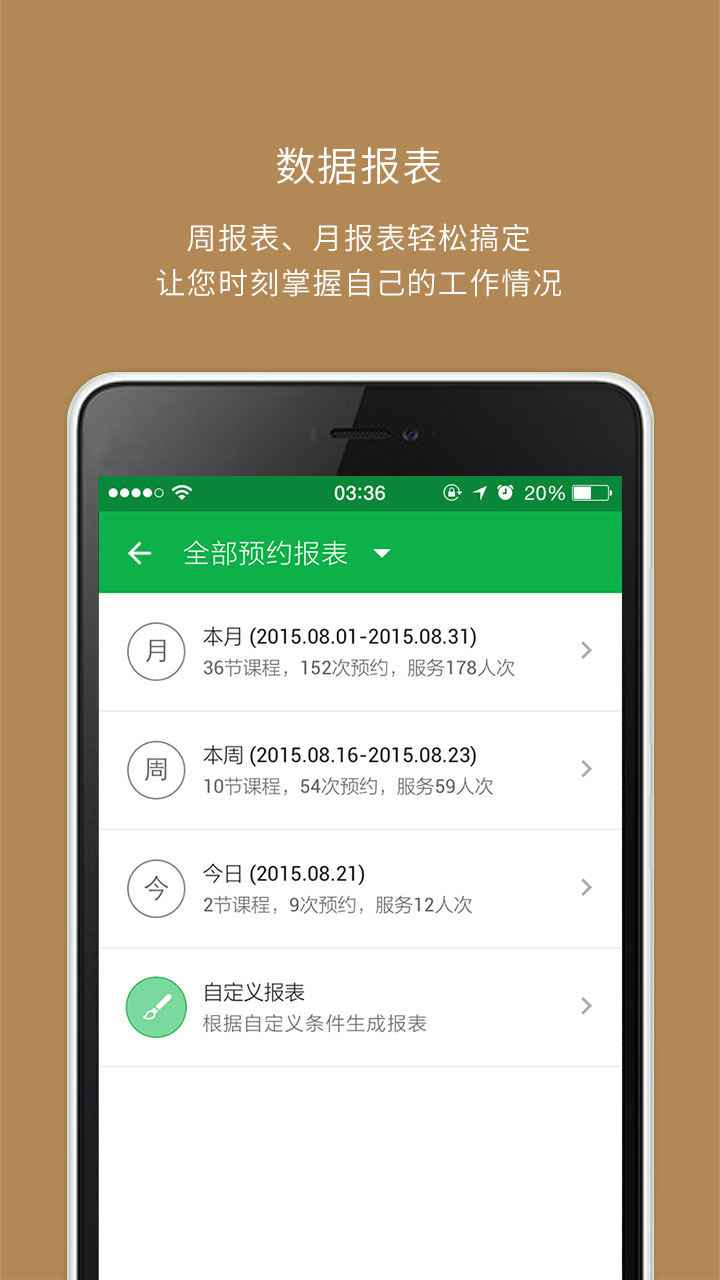 数据报表
周报表、月报表轻松搞定
让您时刻掌握自己的工作情况
03:36 20%
全部预约报表
月
本月 (2015.08.01-2015.08.31)
36节课程，152次预约，服务178人次
周
本周 (2015.08.16-2015.08.23)
10节课程，54次预约，服务59人次
今
今日 (2015.08.21)
2节课程，9次预约，服务12人次
自定义报表
根据自定义条件生成报表